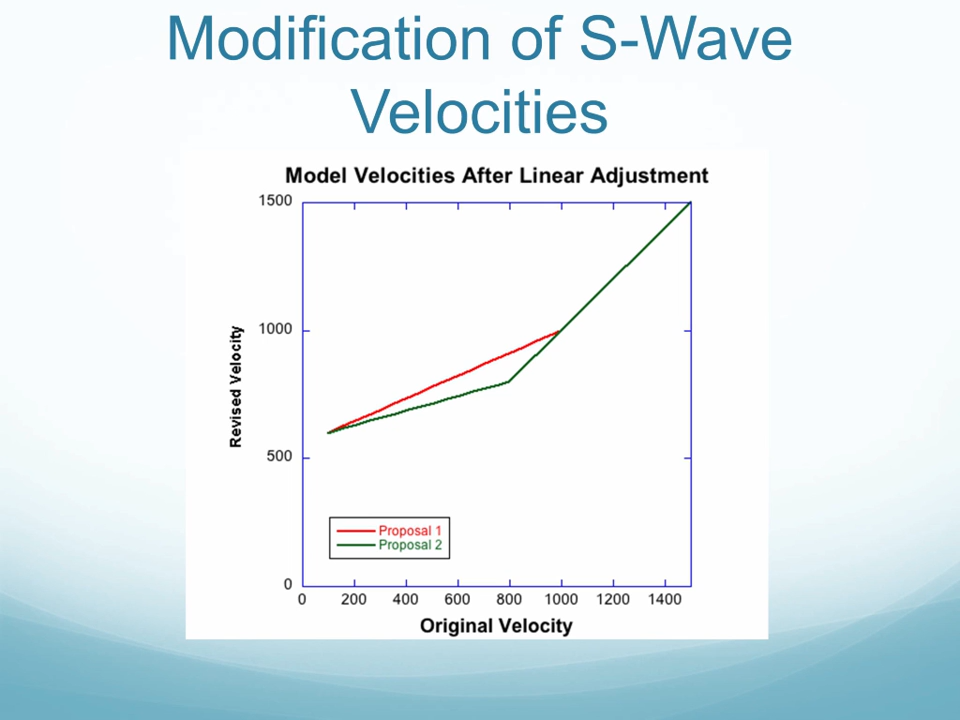 Modification of S-Wave
Velocities
Model Velocities After Linear Adjustment
1500
1000
500
0
Revised Velocity
Proposal 1
Proposal 2
0 200 400 600 800 1000 1200 1400
Original Velocity